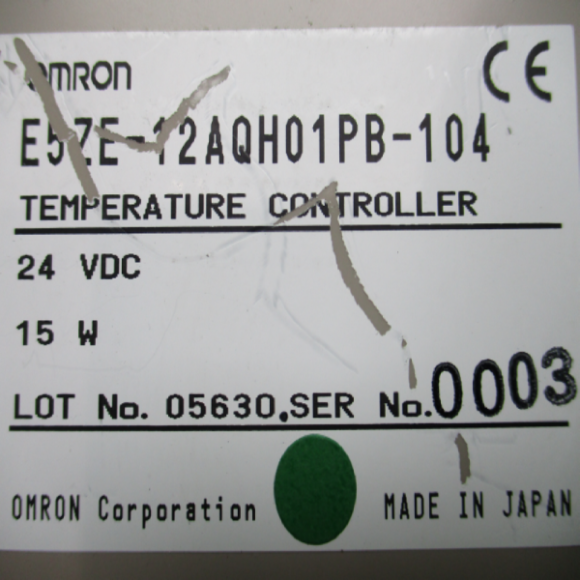 OMRON
CE
E5ZE-12AQH01PB-104
TEMPERATURE CONTROLLER
24 VDC
15 W
LOT No. 05630.SER No.0003
OMRON Corporation MADE IN JAPAN